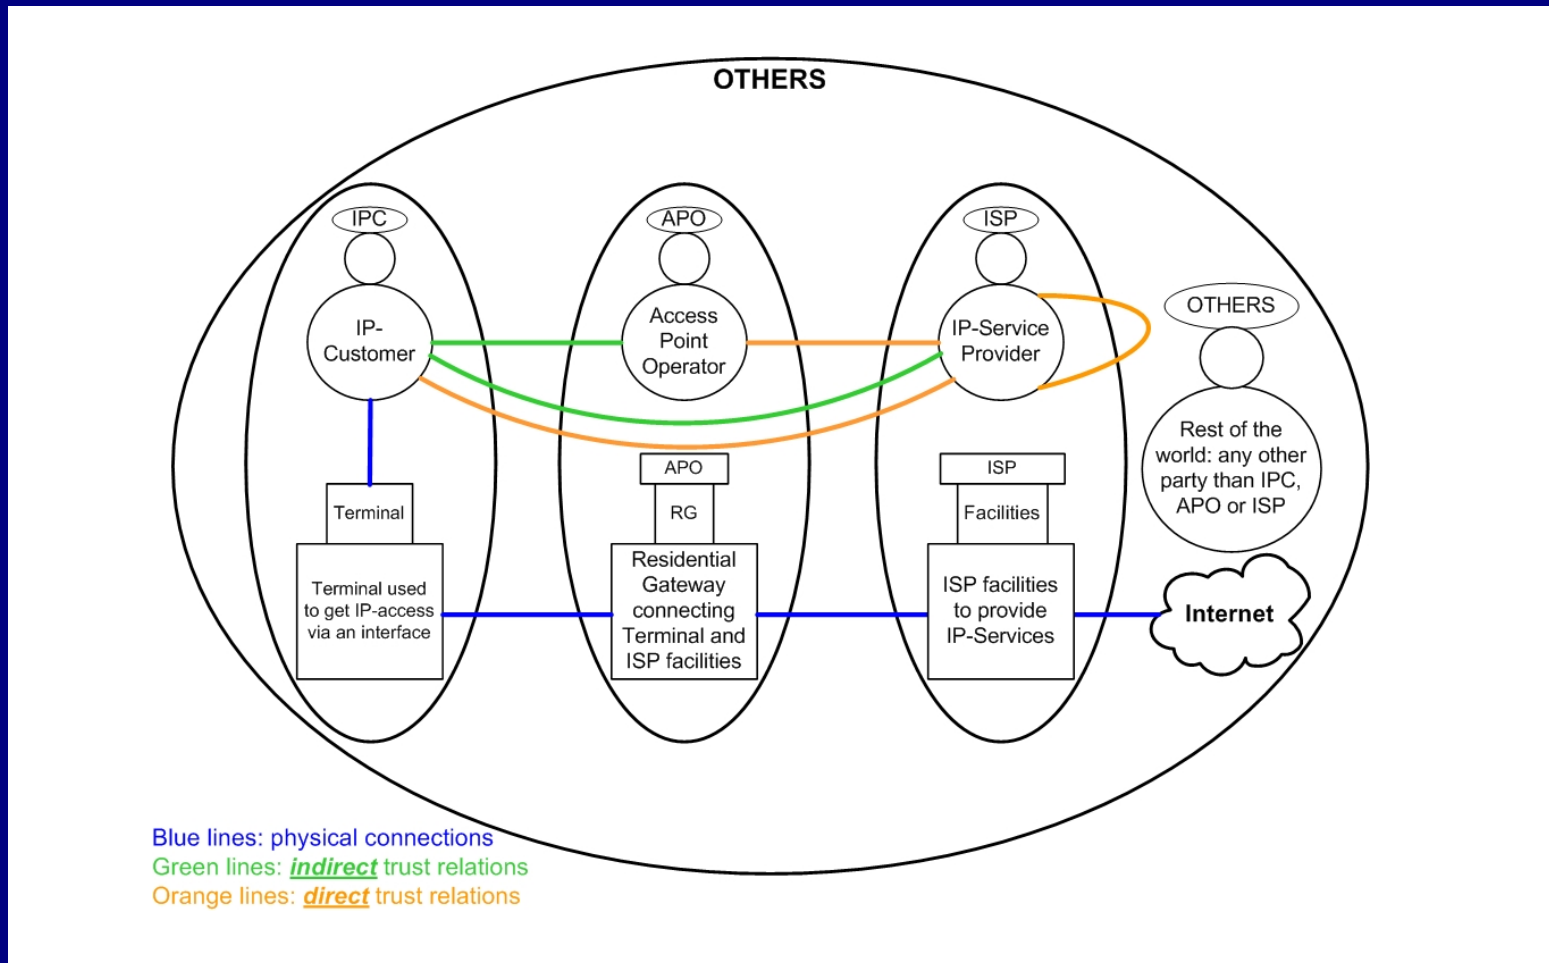 OTHERS
IPC
IP-
Customer
Terminal
Terminal used
to get IP-access
via an interface
APO
Access
Point
Operator
APO
RG
Residential
Gateway
connecting
Terminal and
ISP facilities
ISP
IP-Service
Provider
ISP
Facilities
ISP facilities
to provide
IP-Services
OTHERS
Rest of the
world: any other
party than IPC,
APO or ISP
Internet
Blue lines: physical connections
Green lines: indirect trust relations
Orange lines: direct trust relations